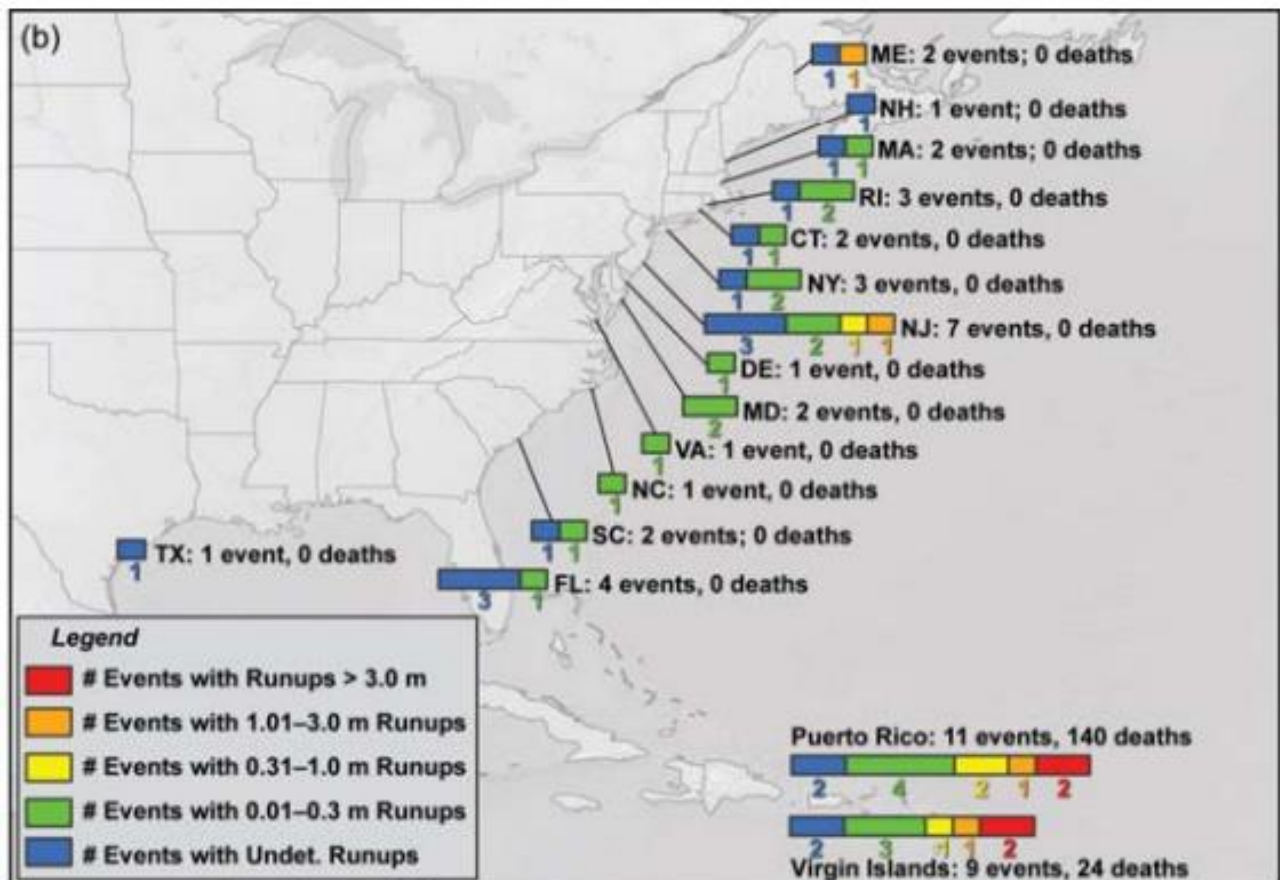 (b)
ME: 2 events; 0 deaths
1 1
NH: 1 event; 0 deaths
1
MA: 2 events; 0 deaths
1 1
RI: 3 events, 0 deaths
1 2
CT: 2 events, 0 deaths
1 1
NY: 3 events, 0 deaths
1 2
NJ: 7 events, 0 deaths
3 2 1 1
DE: 1 event, 0 deaths
1
MD: 2 events, 0 deaths
2
VA: 1 event, 0 deaths
1
NC: 1 event, 0 deaths
1
SC: 2 events; 0 deaths
1 1
TX: 1 event, 0 deaths
1
FL: 4 events, 0 deaths
3 1
Legend
# Events with Runups > 3.0 m
# Events with 1.01–3.0 m Runups
# Events with 0.31–1.0 m Runups
# Events with 0.01–0.3 m Runups
# Events with Undet. Runups
Puerto Rico: 11 events, 140 deaths
2 4 2 1 2
2 3 1 1 2
Virgin Islands: 9 events, 24 deaths